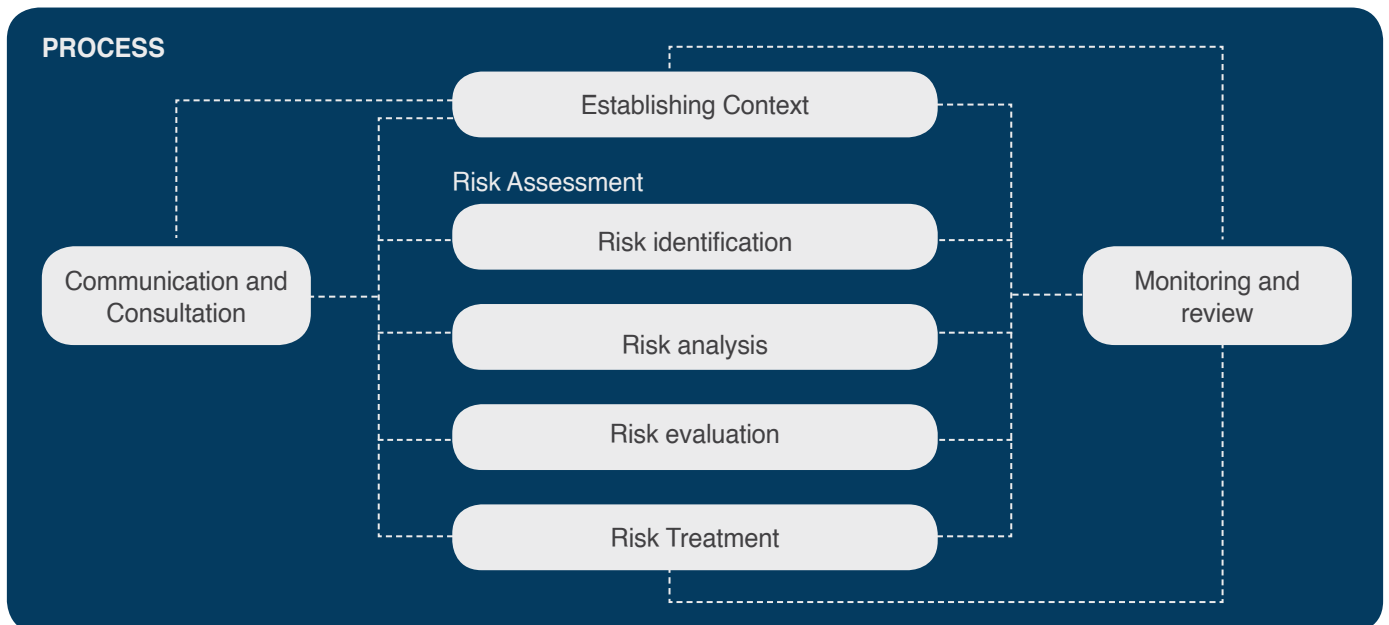 PROCESS
Establishing Context
Risk Assessment
Risk identification
Communication and
Consultation
Monitoring and
review
Risk analysis
Risk evaluation
Risk Treatment